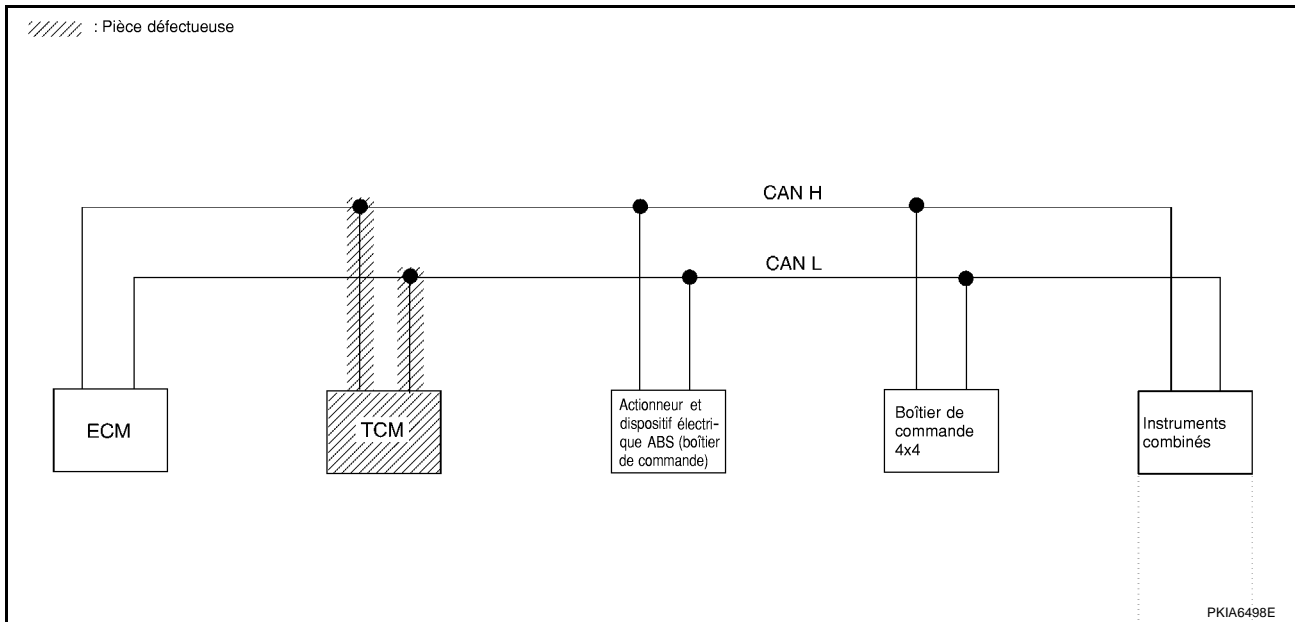 : Pièce défectueuse
CAN H
CAN L
ECM
TCM
Actionneur et
dispositif électri-
que ABS (boîtier
de commande)
Boîtier de
commande
4x4
Instruments
combinés
PKIA6498E